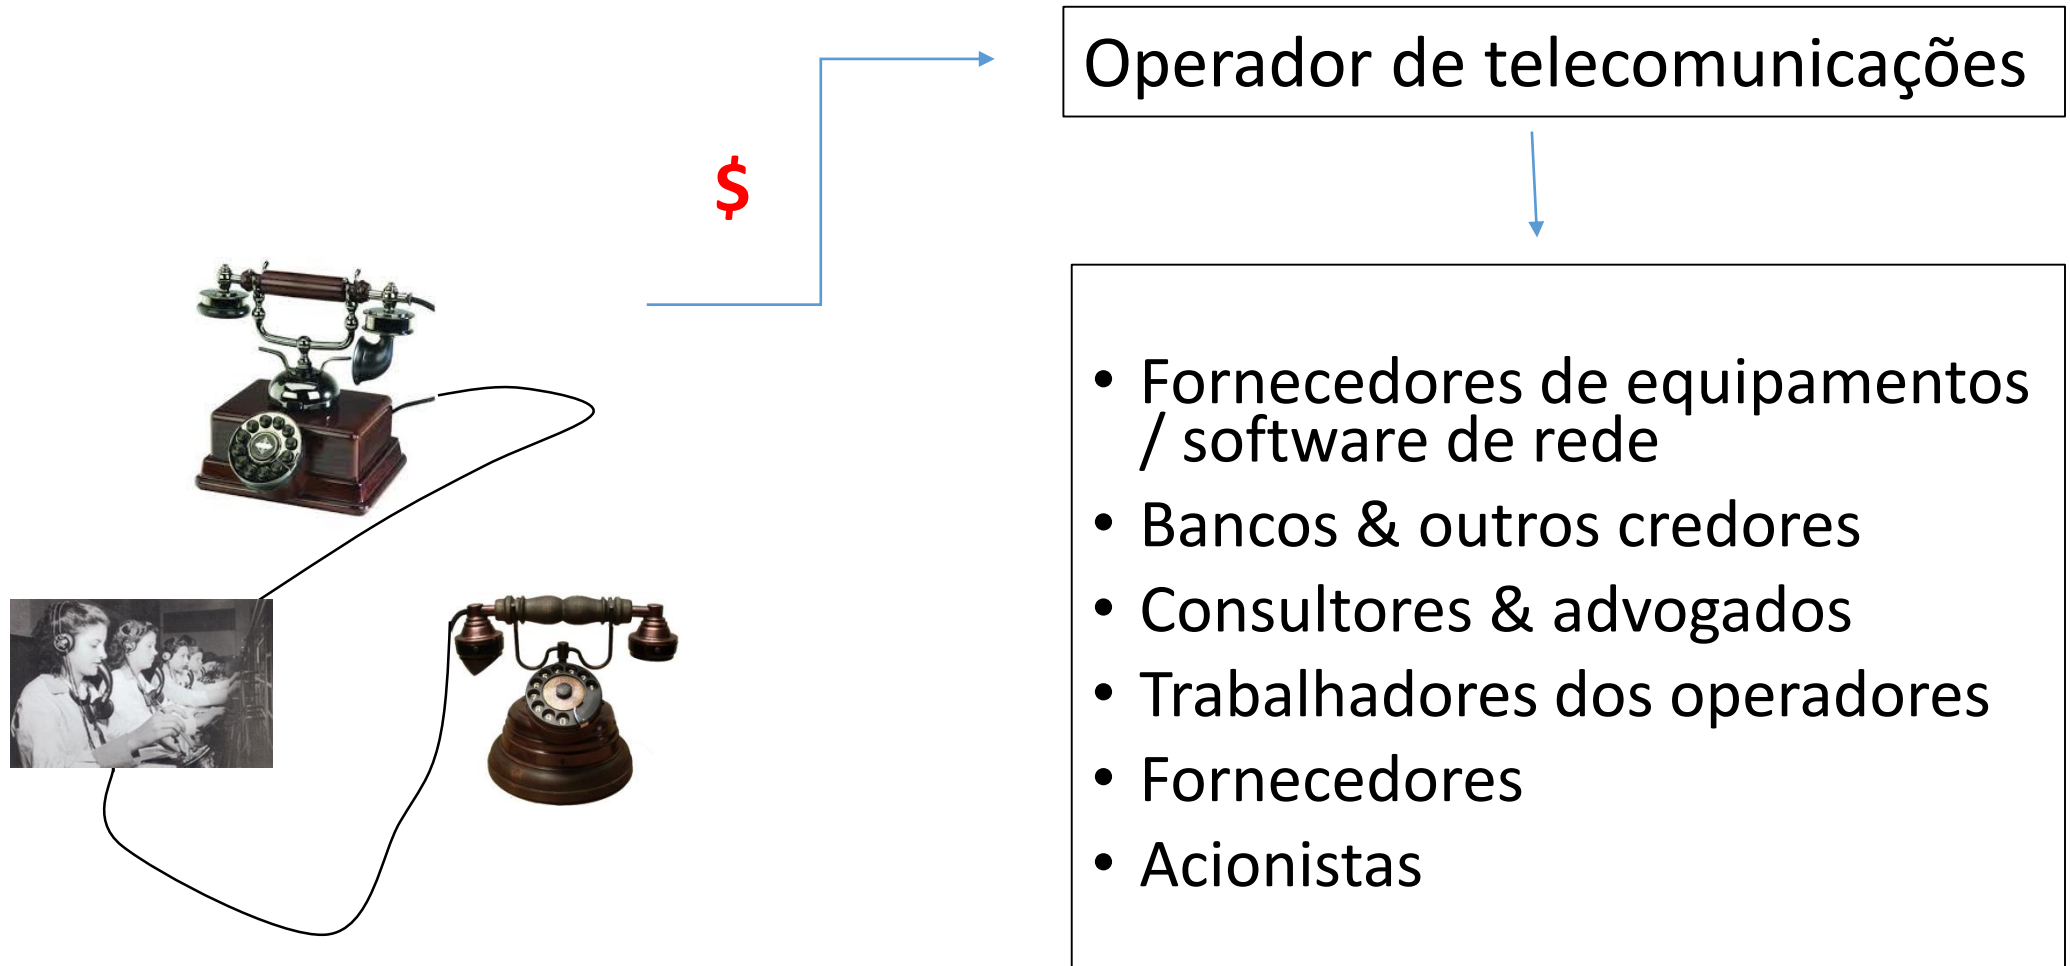 Operador de telecomunicações
$
• Fornecedores de equipamentos
/ software de rede
• Bancos & outros credores
• Consultores & advogados
• Trabalhadores dos operadores
• Fornecedores
• Acionistas